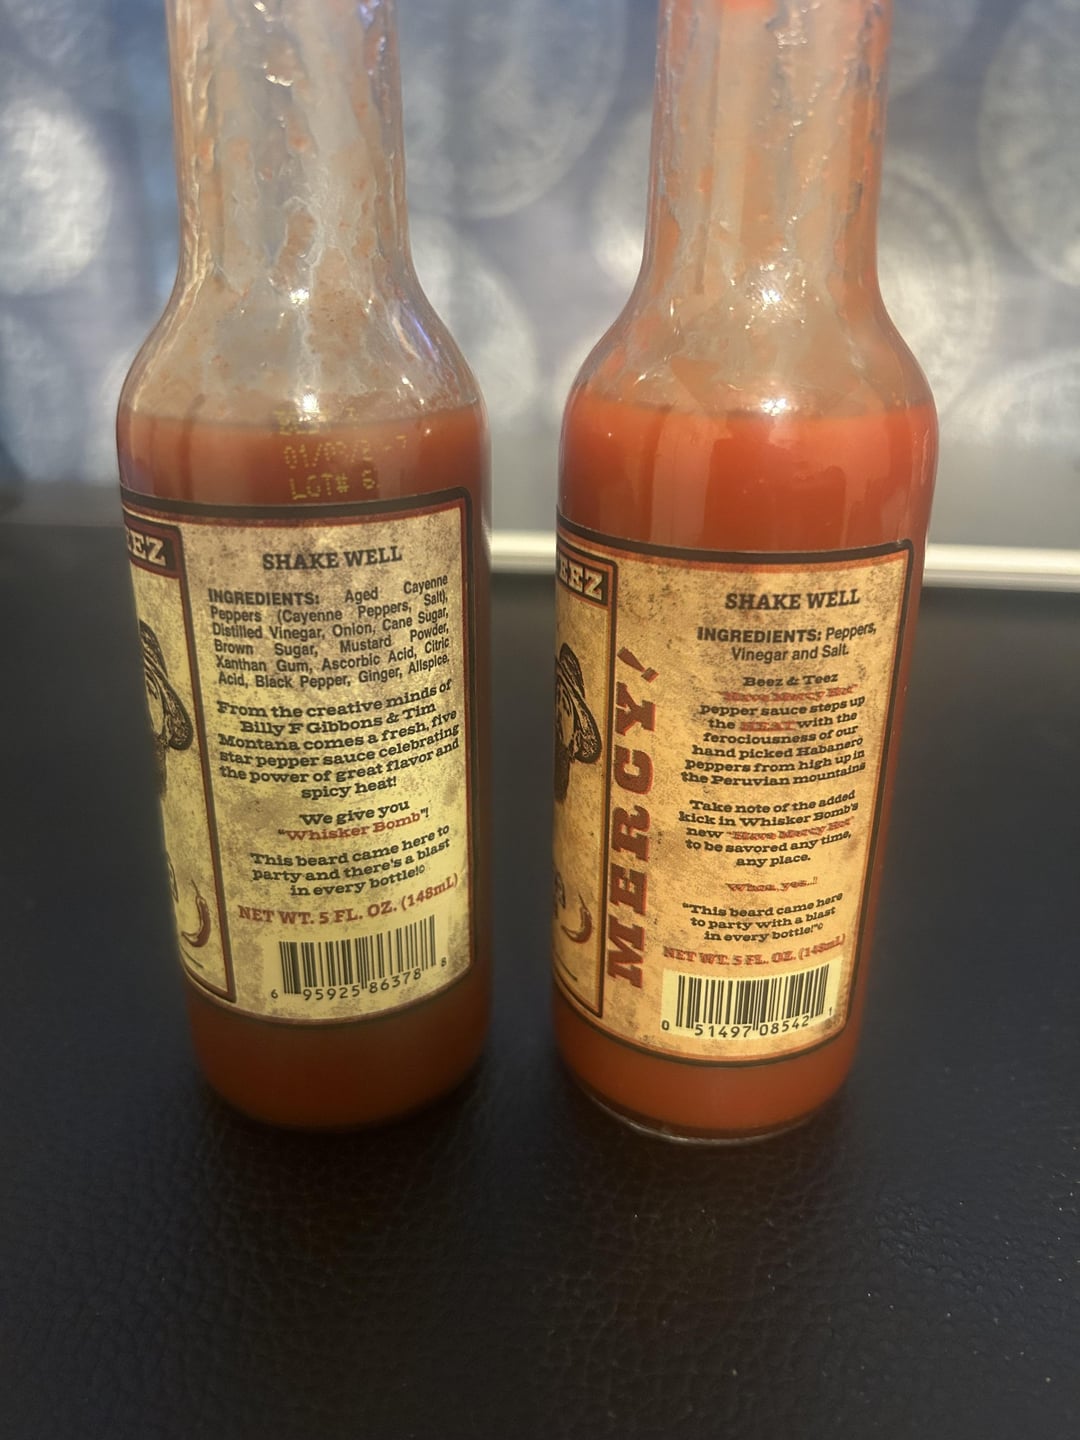 01/03/2 7
LOT# 6
EEZ
SHAKE WELL
INGREDIENTS: Aged Cayenne
Peppers (Cayenne Peppers, Salt),
Distilled Vinegar, Onion, Cane Sugar,
Brown Sugar, Mustard Powder,
Xanthan Gum, Ascorbic Acid, Citric
Acid, Black Pepper, Ginger, Allspice.
From the creative minds of
Billy F Gibbons & Tim
Montana comes a fresh, five
star pepper sauce celebrating
the power of great flavor and
spicy heat!
We give you
"Whisker Bomb"!
This beard came here to
party and there's a blast
in every bottle!©
NET WT. 5 FL. OZ. (148mL)
6 95925 86378 8
EEZ
MERCY!
SHAKE WELL
INGREDIENTS: Peppers,
Vinegar and Salt.
Beez & Teez
"Have Mercy Hot"
pepper sauce steps up
the HEAT with the
ferociousness of our
hand picked Habanero
peppers from high up in
the Peruvian mountains
Take note of the added
kick in Whisker Bomb's
new "Have Mercy Hot"
to be savored any time,
any place.
Whoa, yes..!
"This beard came here
to party with a blast
in every bottle!"©
NET WT. 5 FL. OZ. (148mL)
0 51497 08542 1